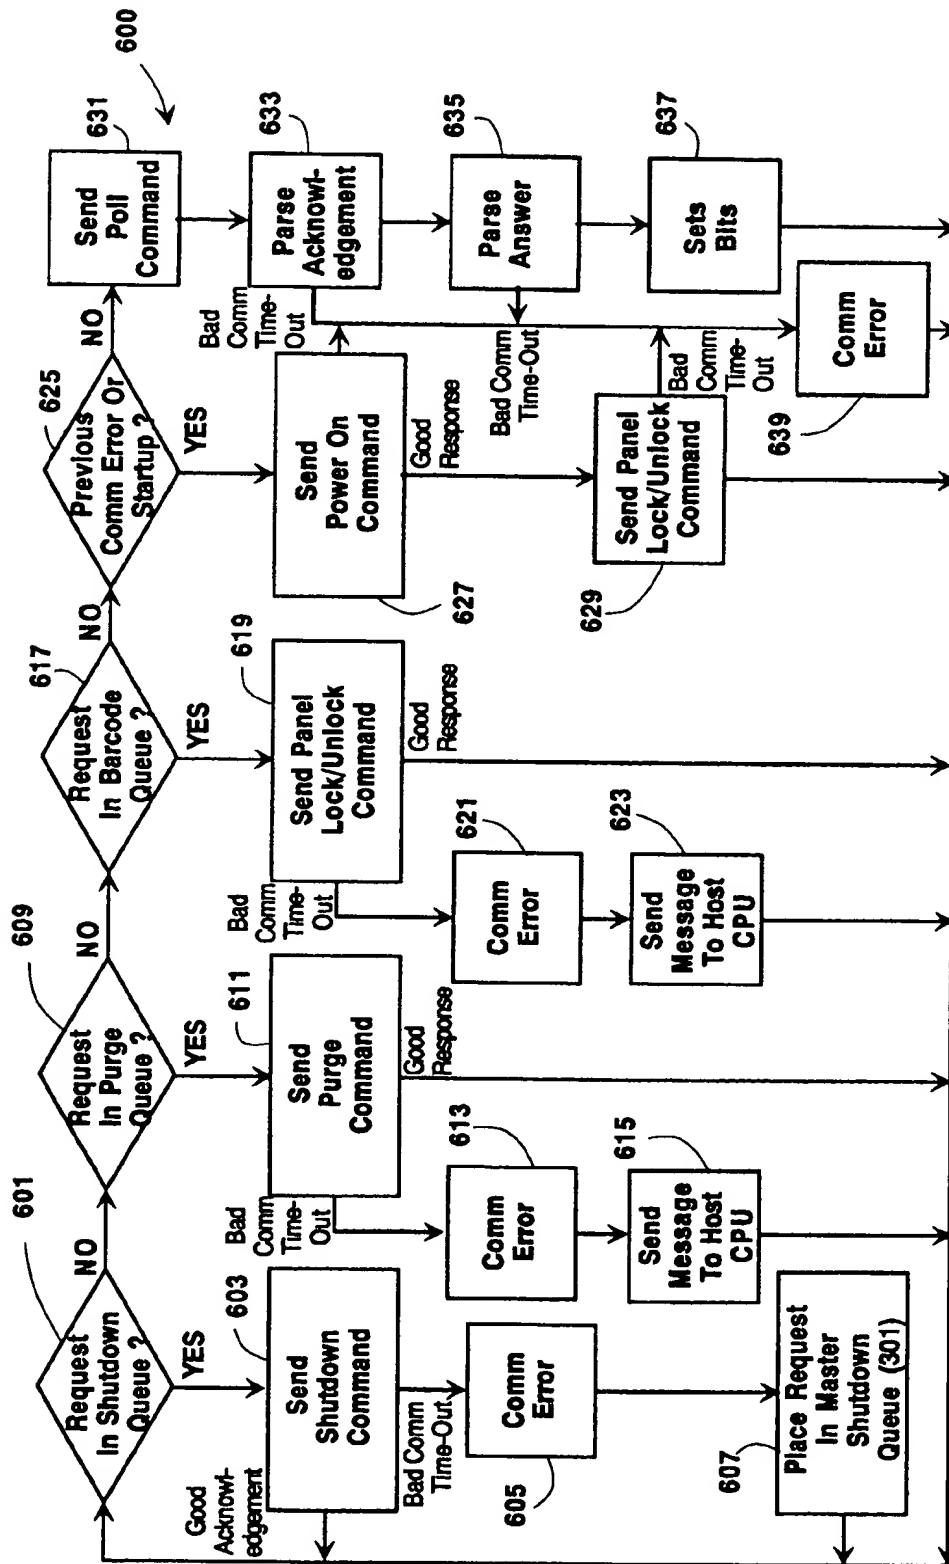 600
601
Request
In Shutdown
Queue ?
NO
YES
603
Send
Shutdown
Command
Good
Acknowl-
edgement
Bad Comm
Time-Out
Comm
Error
605
607
Place Request
In Master
Shutdown
Queue (301)
609
Request
In Purge
Queue ?
NO
YES
611
Send
Purge
Command
Bad
Comm
Time-
Out
Good
Response
613
Comm
Error
615
Send
Message
To Host
CPU
617
Request
In Barcode
Queue ?
NO
YES
619
Send Panel
Lock/Unlock
Command
Bad
Comm
Time-
Out
Good
Response
621
Comm
Error
623
Send
Message
To Host
CPU
625
Previous
Comm Error Or
Startup ?
NO
YES
Send
Power On
Command
627
Good
Response
Send Panel
Lock/Unlock
Command
629
Bad
Comm
Time-
Out
631
Send
Poll
Command
633
Parse
Acknowl-
edgement
Bad
Comm
Time-
Out
635
Parse
Answer
Bad Comm
Time-Out
637
Sets
Bits
Comm
Error
639